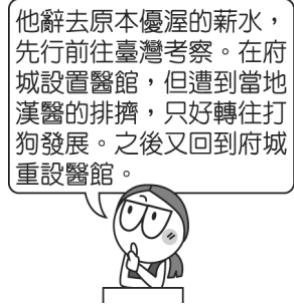 他辭去原本優渥的薪水，
先行前往臺灣考察。在府
城設置醫館，但遭到當地
漢醫的排擠，只好轉往打
狗發展。之後又回到府城
重設醫館。